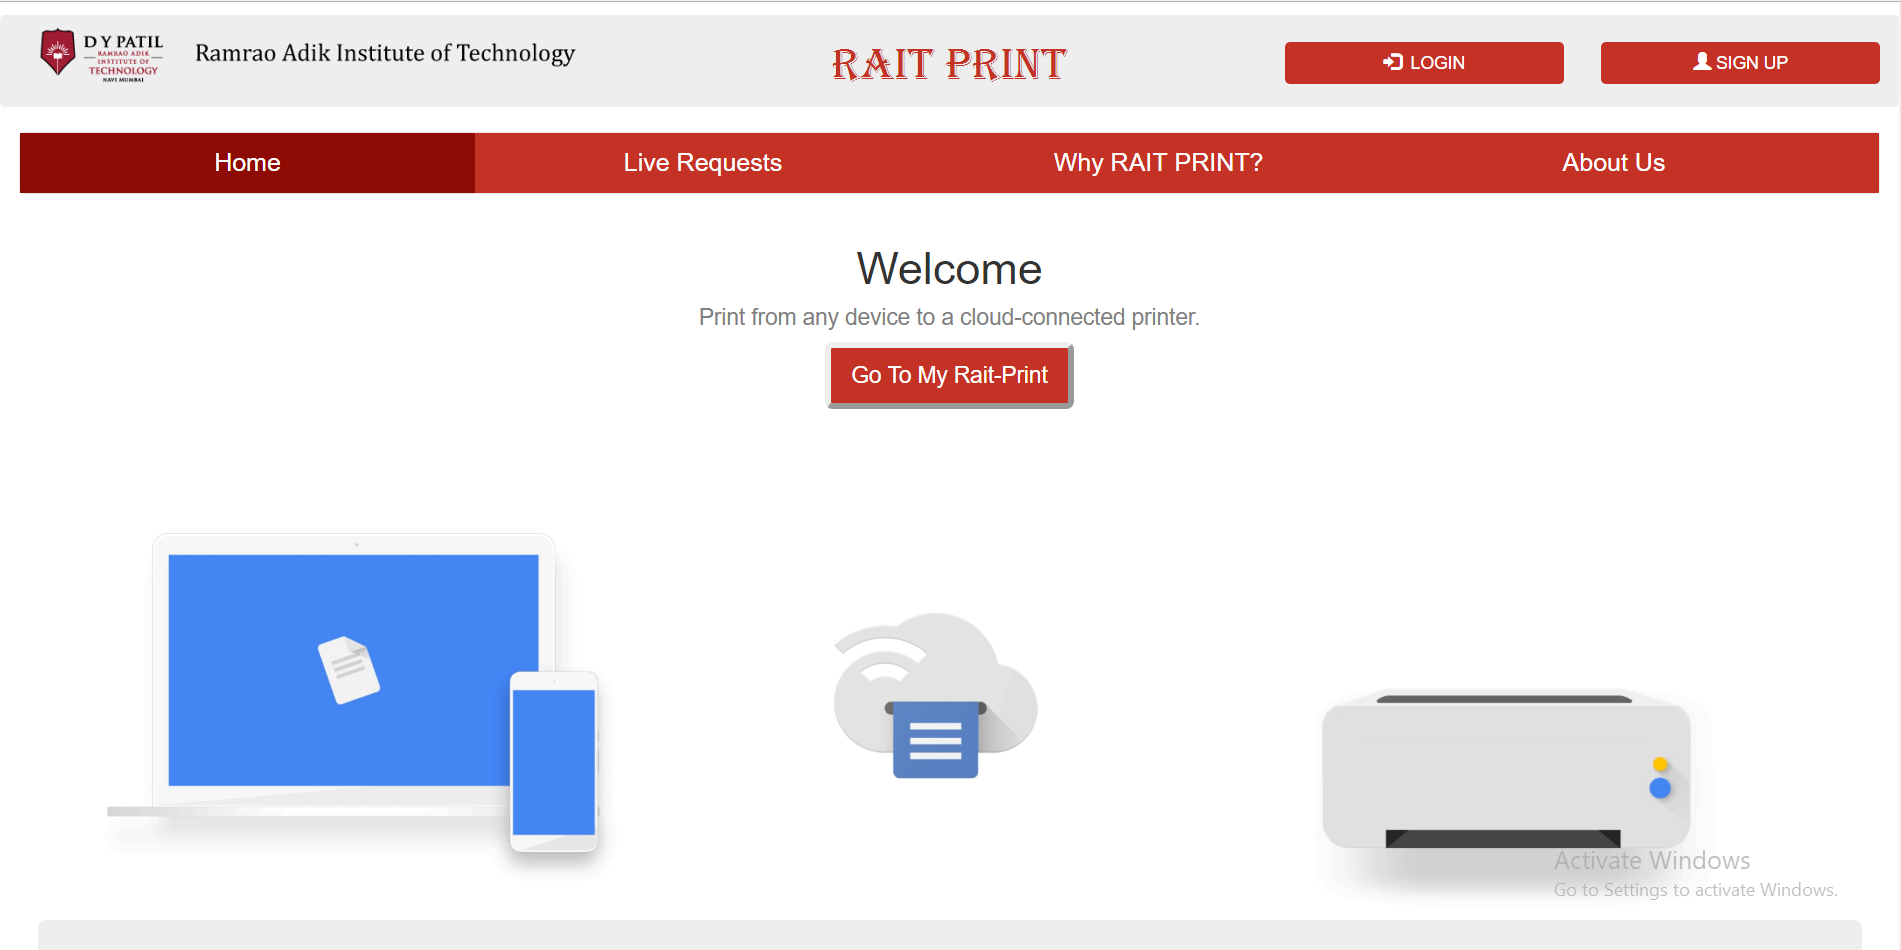 D Y PATIL
RAMRAO ADIK
INSTITUTE OF
TECHNOLOGY
NAVI MUMBAI
Ramrao Adik Institute of Technology
RAIT PRINT
LOGIN
SIGN UP
Home
Live Requests
Why RAIT PRINT?
About Us
Welcome
Print from any device to a cloud-connected printer.
Go To My Rait-Print
Activate Windows
Go to Settings to activate Windows.